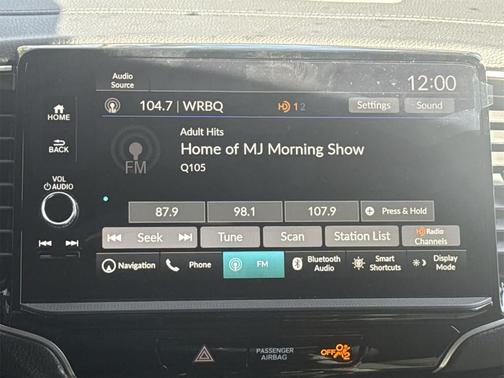 Audio
Source
12:00
104.7 | WRBQ
HD 1 2
Settings
Sound
HOME
BACK
VOL
AUDIO
FM
Adult Hits
Home of MJ Morning Show
Q105
87.9
98.1
107.9
Press & Hold
Seek
Tune
Scan
Station List
HD Radio
Channels
Navigation
Phone
FM
Bluetooth
Audio
Smart
Shortcuts
Display
Mode
PASSENGER
AIRBAG
OFF
2